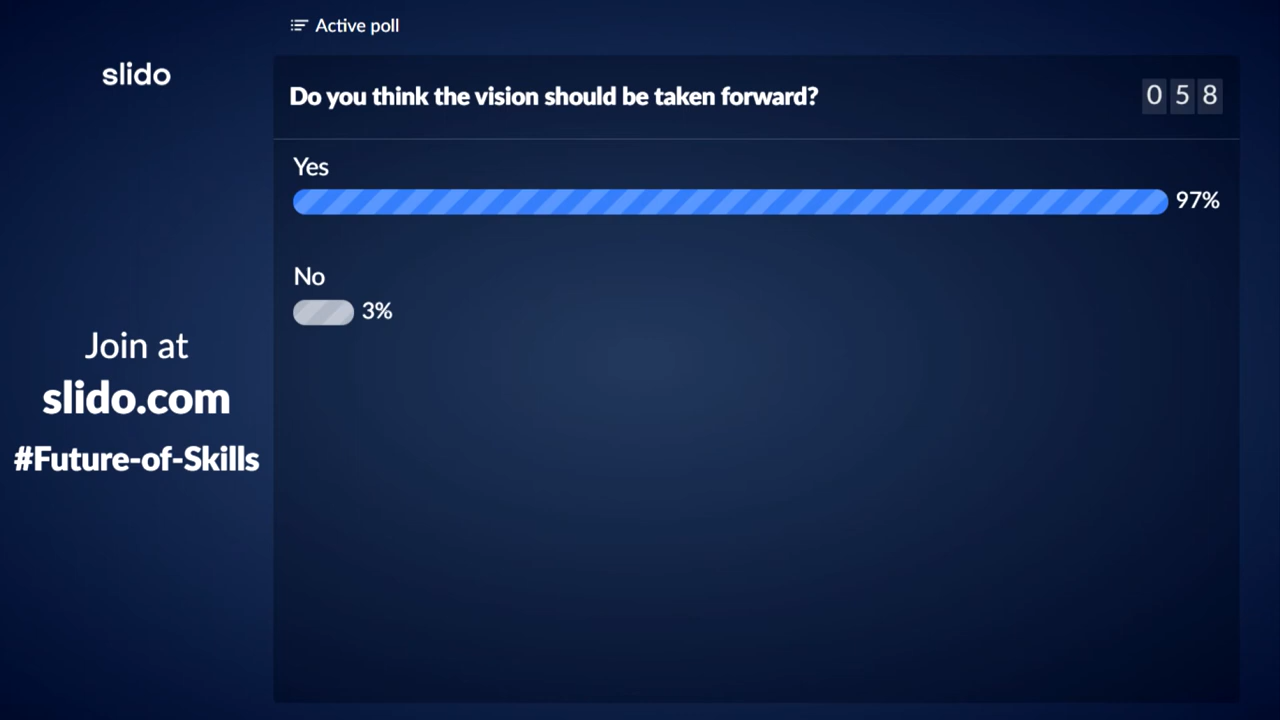 Active poll
slido
Do you think the vision should be taken forward?
058
Yes
97%
No
3%
Join at
slido.com
#Future-of-Skills